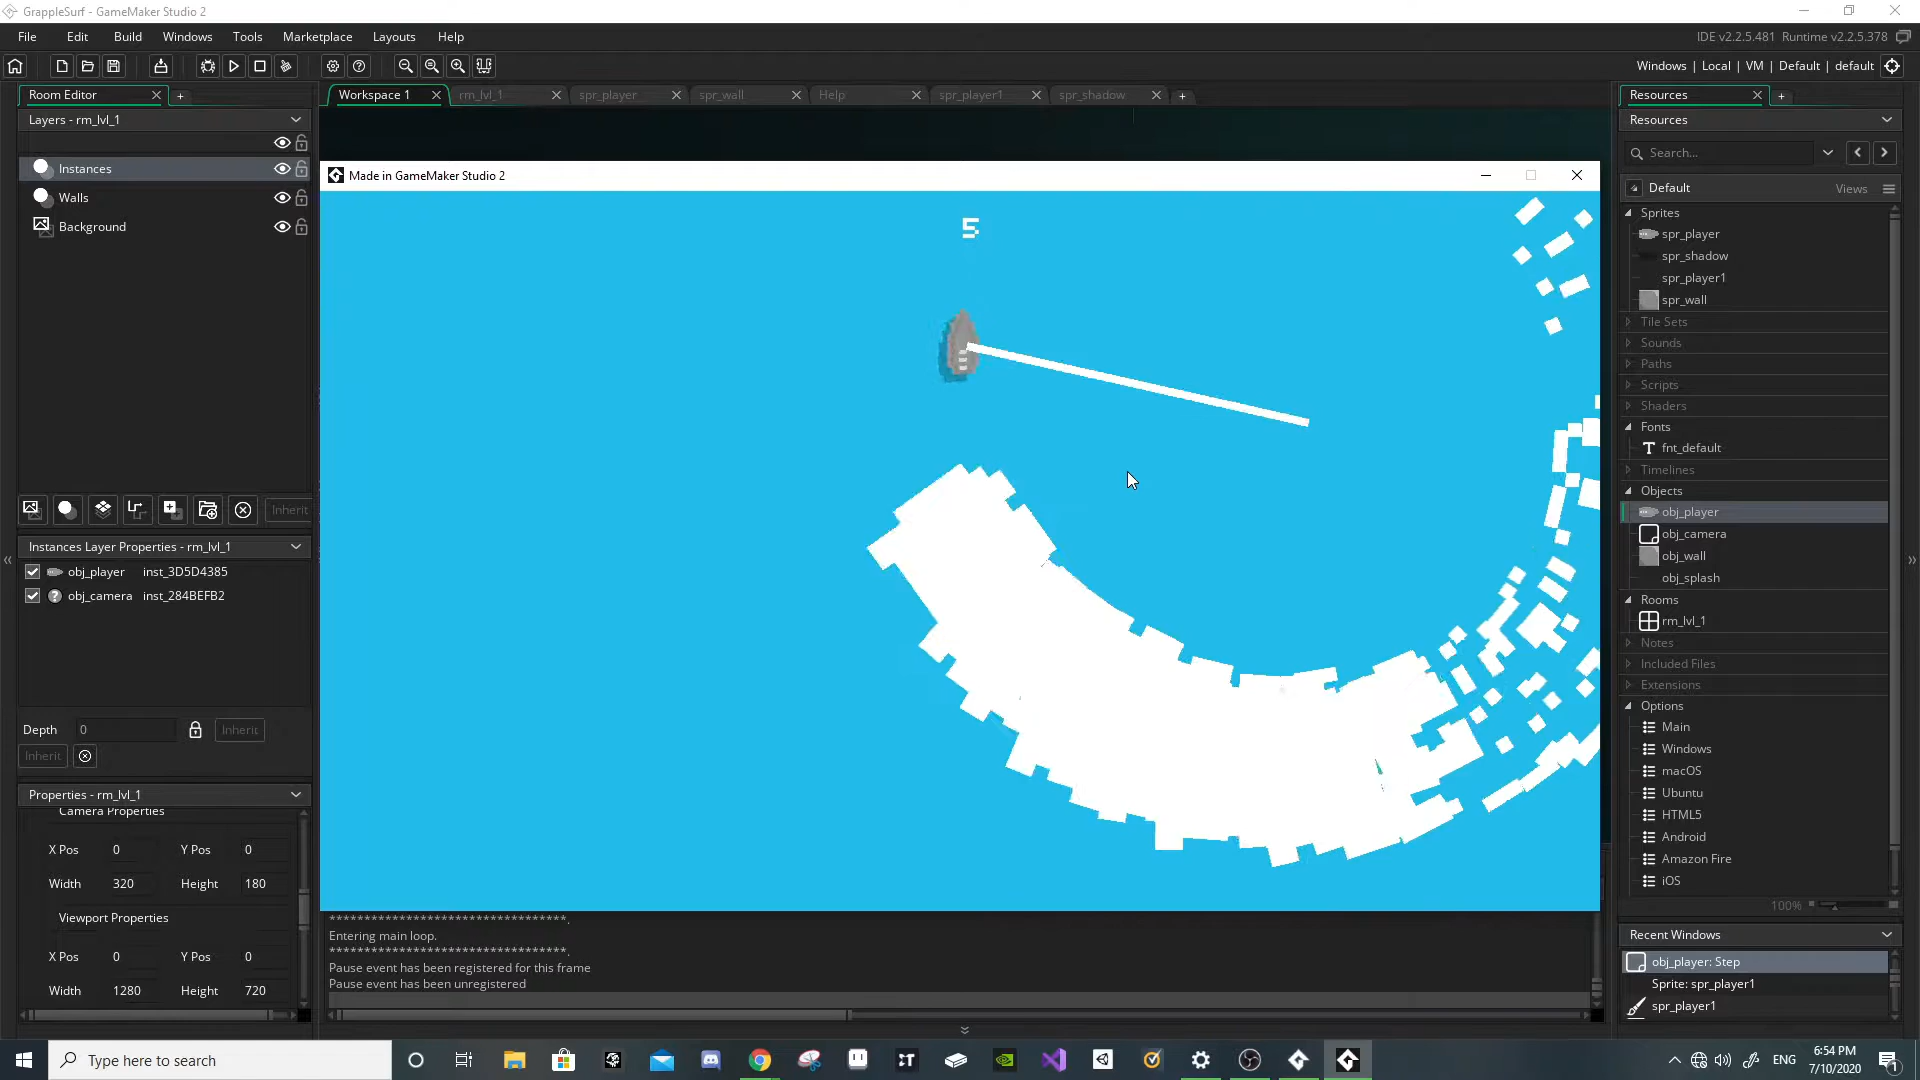 GrappleSurf - GameMaker Studio 2
File Edit Build Windows Tools Marketplace Layouts Help
IDE v2.2.5.481 Runtime v2.2.5.378
Windows | Local | VM | Default | default
Room Editor
Workspace 1 rm_lvl_1 spr_player spr_wall Help spr_player1 spr_shadow
Resources
Layers - rm_lvl_1
Resources
Search...
Instances
Made in GameMaker Studio 2
Default Views
Walls
Background
5
Sprites
spr_player
spr_shadow
spr_player1
spr_wall
Tile Sets
Sounds
Paths
Scripts
Shaders
Fonts
fnt_default
Timelines
Objects
obj_player
obj_camera
obj_wall
obj_splash
Rooms
rm_lvl_1
Notes
Included Files
Extensions
Options
Main
Windows
macOS
Ubuntu
HTML5
Android
Amazon Fire
iOS
100%
Inherit
Instances Layer Properties - rm_lvl_1
obj_player inst_3D5D4385
obj_camera inst_284BEFB2
Depth 0 Inherit
Inherit
Properties - rm_lvl_1
Camera Properties
X Pos 0 Y Pos 0
Width 320 Height 180
Viewport Properties
X Pos 0 Y Pos 0
Width 1280 Height 720
**********************************.
Entering main loop.
**********************************.
Pause event has been registered for this frame
Pause event has been unregistered
Recent Windows
obj_player: Step
Sprite: spr_player1
spr_player1
Type here to search
ENG
6:54 PM
7/10/2020
1